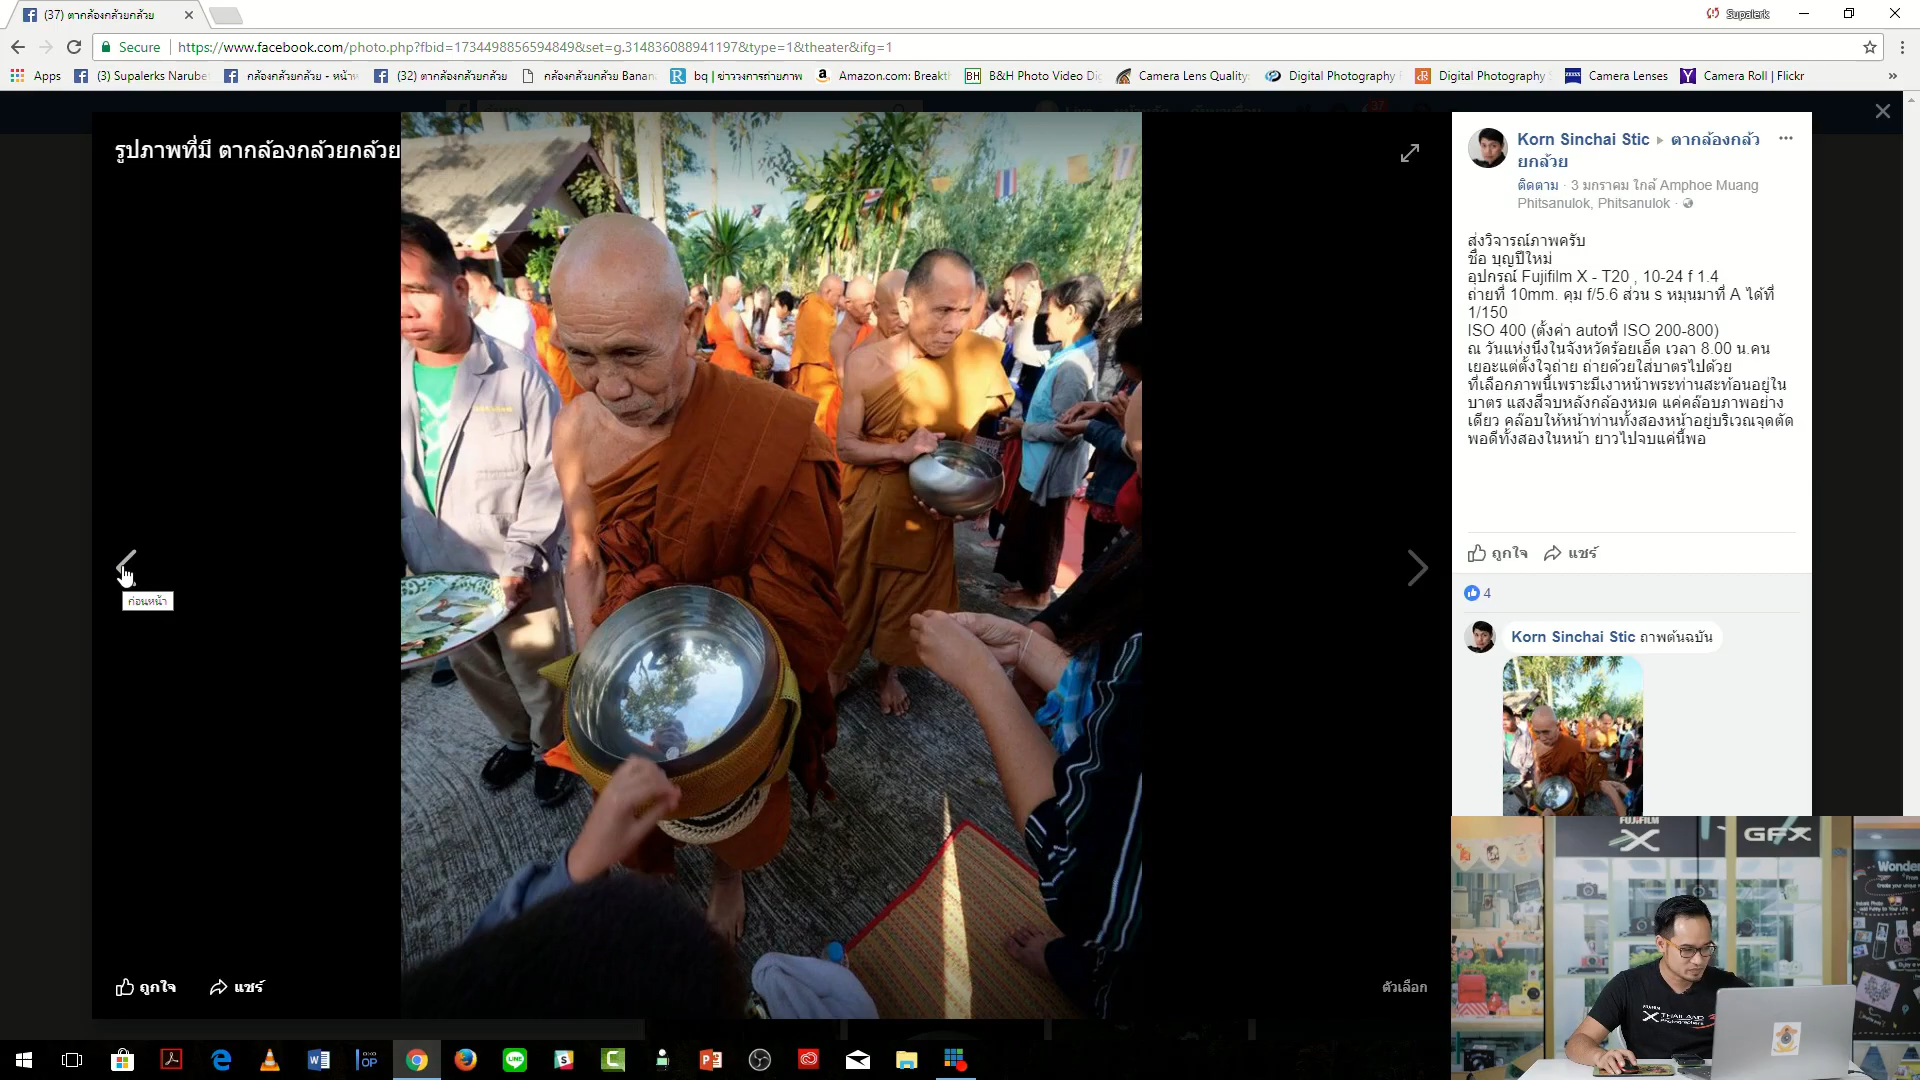 (37) ตากล้องกล้วยกล้วย
Supalerk
Secure
https://www.facebook.com/photo.php?fbid=1734498856594849&set=g.314836088941197&type=1&theater&ifg=1
Apps
(3) Supalerks Narube
กล้องกล้วยกล้วย - หน้า
(32) ตากล้องกล้วยกล้วย
กล้องกล้วยกล้วย Banan
bq | ข่าววงการถ่ายภาพ
Amazon.com: Breakt
B&H Photo Video Di
Camera Lens Quality
Digital Photography
Digital Photography
Camera Lenses
Camera Roll | Flickr
รูปภาพที่มี ตากล้องกล้วยกล้วย
ก่อนหน้า
ถูกใจ แชร์
ตัวเลือก
Korn Sinchai Stic ▸ ตากล้องกล้ว
ยกล้วย
ติดตาม · 3 มกราคม ใกล้ Amphoe Muang
Phitsanulok, Phitsanulok ·
ส่งวิจารณ์ภาพครับ
ชื่อ บุญปีใหม่
อุปกรณ์ Fujifilm X - T20 , 10-24 f 1.4
ถ่ายที่ 10mm. คุม f/5.6 ส่วน s หมุนมาที่ A ได้ที่
1/150
ISO 400 (ตั้งค่า autoที่ ISO 200-800)
ณ วันแห่งนึงในจังหวัดร้อยเอ็ด เวลา 8.00 น.คน
เยอะแต่ตั้งใจถ่าย ถ่ายด้วยใส่บาตรไปด้วย
ที่เลือกภาพนี้เพราะมีเงาหน้าพระท่านสะท้อนอยู่ใน
บาตร แสงสีจบหลังกล้องหมด แค่คล๊อบภาพอย่าง
เดียว คล๊อบให้หน้าท่านทั้งสองหน้าอยู่บริเวณจุดตัด
พอดีทั้งสองใบหน้า ยาวไปจบแค่นี้พอ
ถูกใจ แชร์
4
Korn Sinchai Stic ถาพต้นฉบับ
FUJIFILM
X
GFX
Wonder
THAILAND